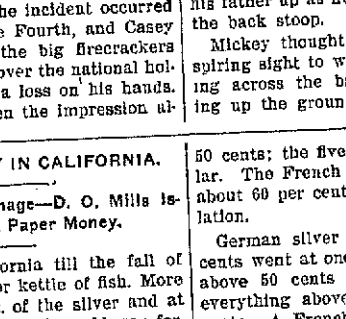 the incident occurred
Fourth, and Casey
the big firecrackers
over the national hol-
a loss on his hands.
the impression al-
his father up as
the back stoop.
Mickey thought
spiring sight to
ing across the
ing up the groun
IN CALIFORNIA.
nage—D. O. Mills Is-
Paper Money.
ornia till the fall of
or kettle of fish. More
of the silver and at
50 cents; the five
lar. The French
about 60 per cent
lation.
German silver
cents went at one
above 50 cents
everything above
A French